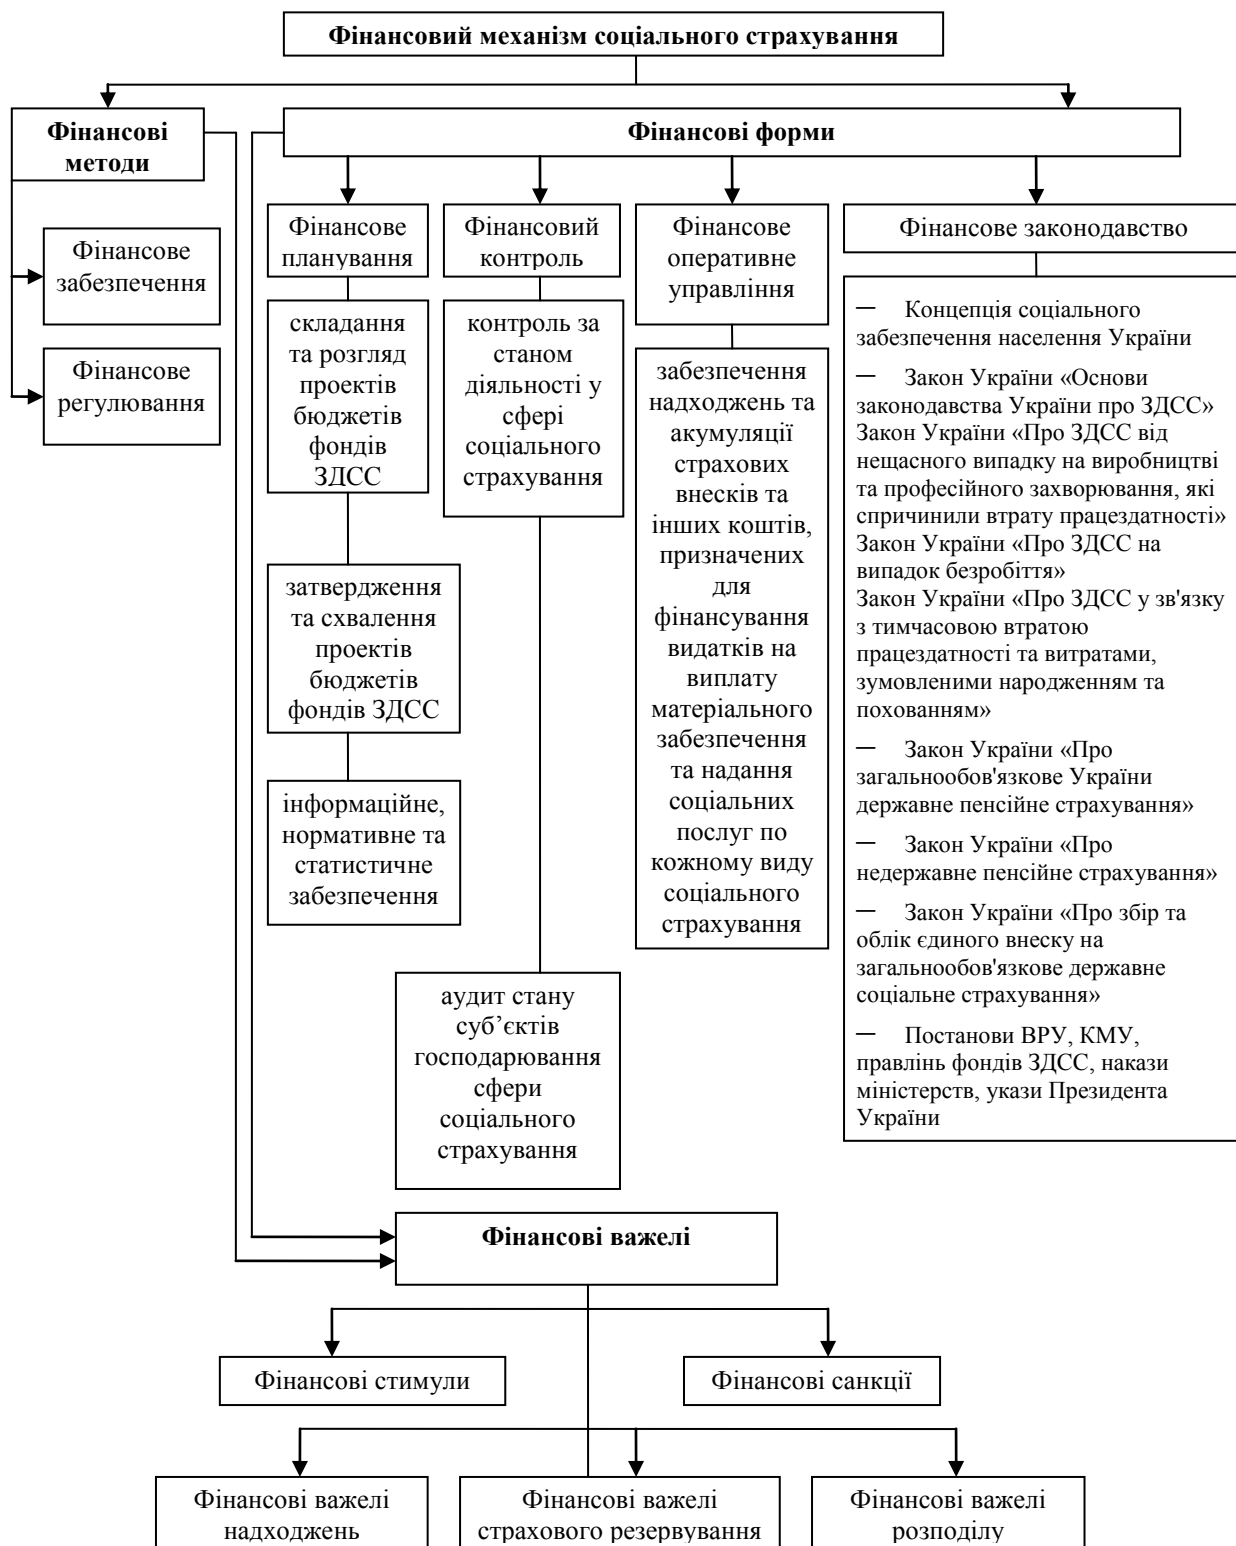 Фінансовий механізм соціального страхування
Фінансові
методи
Фінансові форми
Фінансове
забезпечення
Фінансове
регулювання
Фінансове
планування
складання
та розгляд
проектів
бюджетів
фондів
ЗДСС
затвердження
та схвалення
проектів
бюджетів
фондів ЗДСС
інформаційне,
нормативне та
статистичне
забезпечення
Фінансовий
контроль
контроль за
станом
діяльності у
сфері
соціального
страхування
аудит стану
суб’єктів
господарювання
сфери
соціального
страхування
Фінансове
оперативне
управління
забезпечення
надходжень та
акумуляції
страхових
внесків та
інших коштів,
призначених
для
фінансування
видатків на
виплату
матеріального
забезпечення
та надання
соціальних
послуг по
кожному виду
соціального
страхування
Фінансове законодавство
— Концепція соціального
забезпечення населення України
— Закон України «Основи
законодавства України про ЗДСС»
Закон України «Про ЗДСС від
нещасного випадку на виробництві
та професійного захворювання, які
спричинили втрату працездатності»
Закон України «Про ЗДСС на
випадок безробіття»
Закон України «Про ЗДСС у зв'язку
з тимчасовою втратою
працездатності та витратами,
зумовленими народженням та
похованням»
— Закон України «Про
загальнообов'язкове України
державне пенсійне страхування»
— Закон України «Про
недержавне пенсійне страхування»
— Закон України «Про збір та
облік єдиного внеску на
загальнообов'язкове державне
соціальне страхування»
— Постанови ВРУ, КМУ,
правлінь фондів ЗДСС, накази
міністерств, укази Президента
України
Фінансові важелі
Фінансові стимули
Фінансові санкції
Фінансові важелі
надходжень
Фінансові важелі
страхового резервування
Фінансові важелі
розподілу